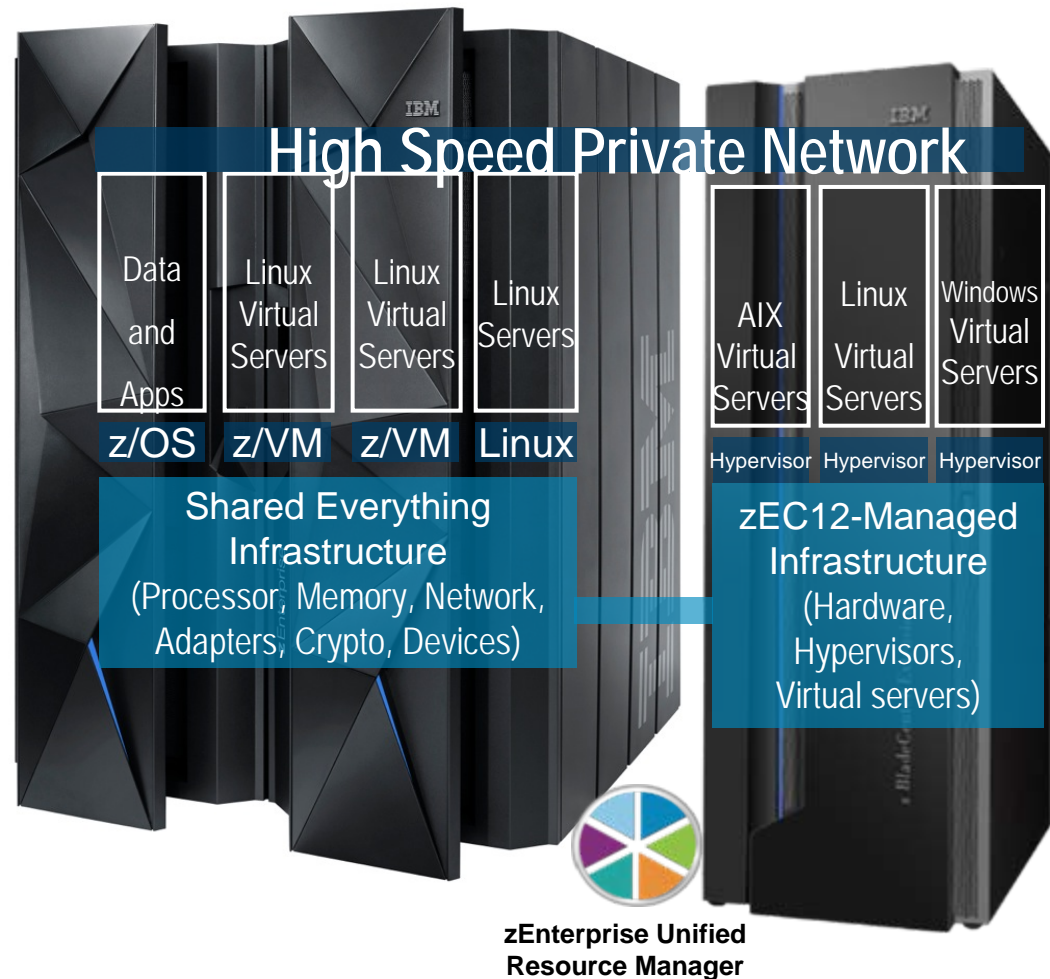 IBM
IBM
High Speed Private Network
Data
and
Apps
Linux
Virtual
Servers
Linux
Virtual
Servers
Linux
Servers
AIX
Virtual
Servers
Linux
Virtual
Servers
Windows
Virtual
Servers
z/OS
z/VM
z/VM
Linux
Hypervisor
Hypervisor
Hypervisor
Shared Everything
Infrastructure
(Processor, Memory, Network,
Adapters, Crypto, Devices)
zEC12-Managed
Infrastructure
(Hardware,
Hypervisors,
Virtual servers)
IBM
zEnterprise Unified
Resource Manager